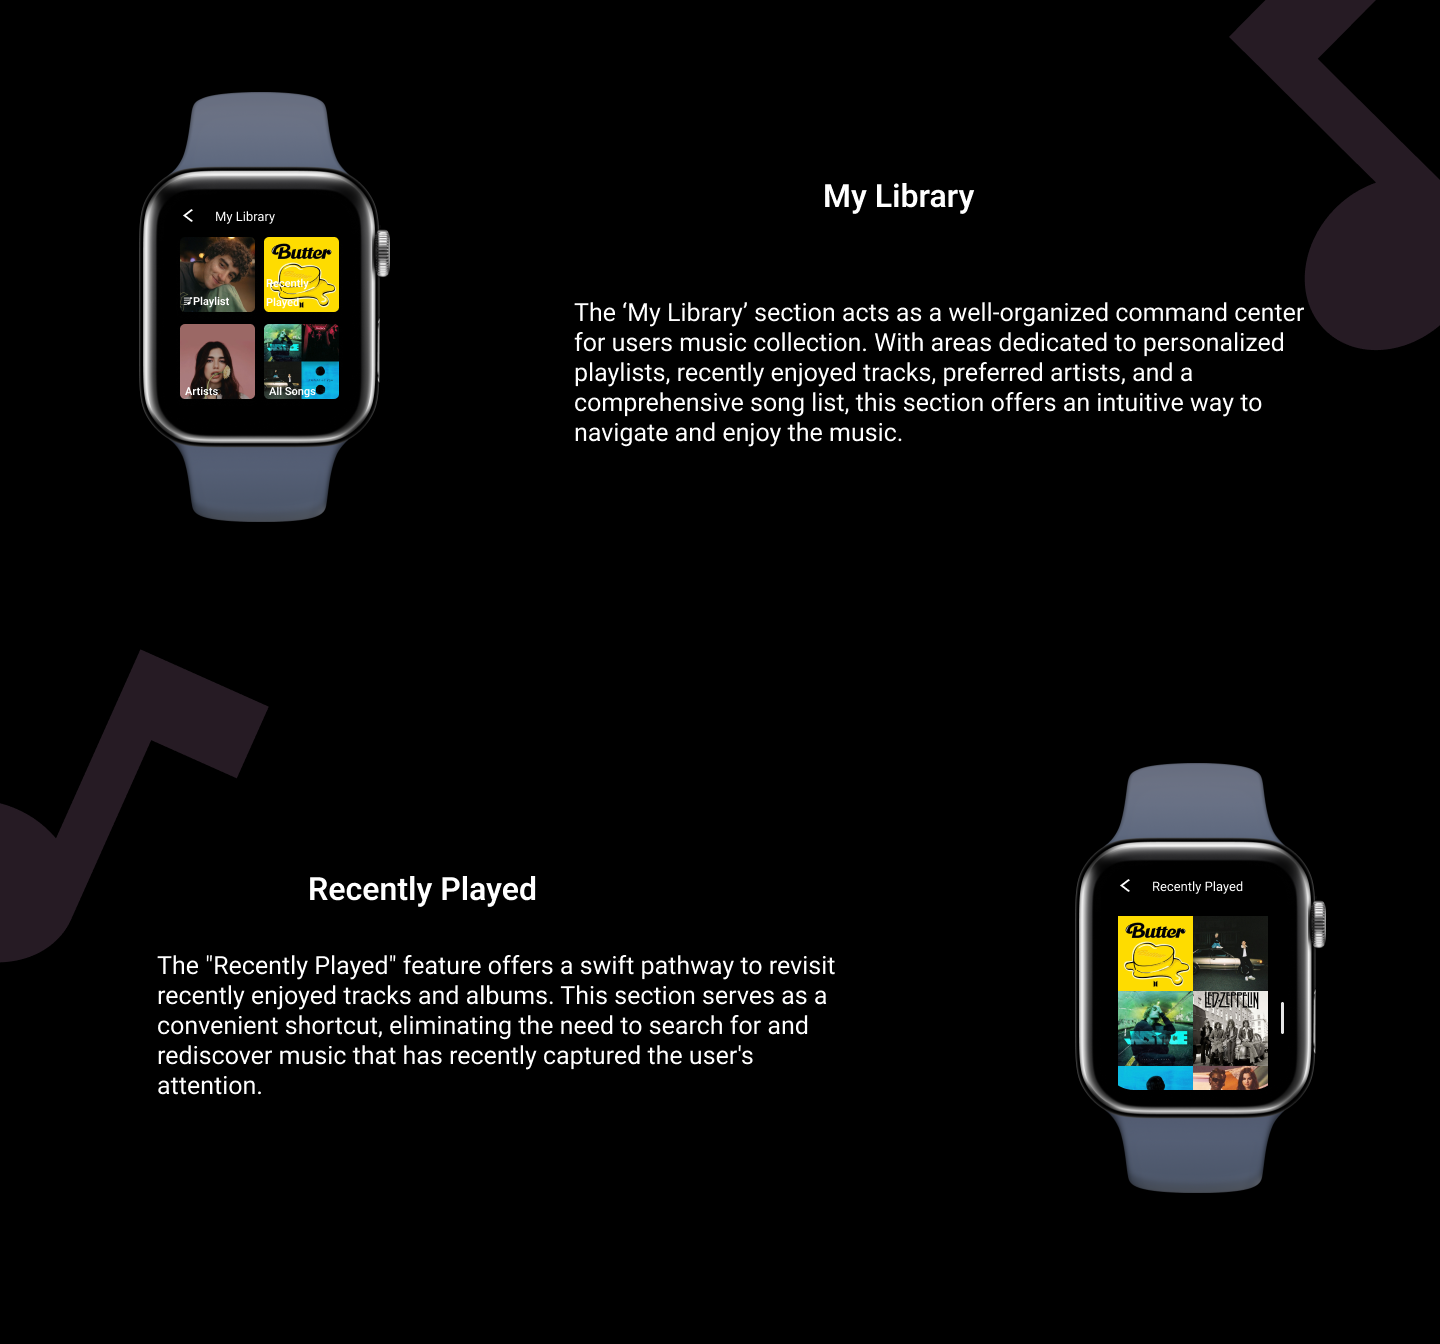 My Library
Butter
Recently
Played
Playlist
Artists
All Songs
My Library
The ‘My Library’ section acts as a well-organized command center
for users music collection. With areas dedicated to personalized
playlists, recently enjoyed tracks, preferred artists, and a
comprehensive song list, this section offers an intuitive way to
navigate and enjoy the music.
Recently Played
The "Recently Played" feature offers a swift pathway to revisit
recently enjoyed tracks and albums. This section serves as a
convenient shortcut, eliminating the need to search for and
rediscover music that has recently captured the user's
attention.
Recently Played
Butter
LED-ZEPPELIN